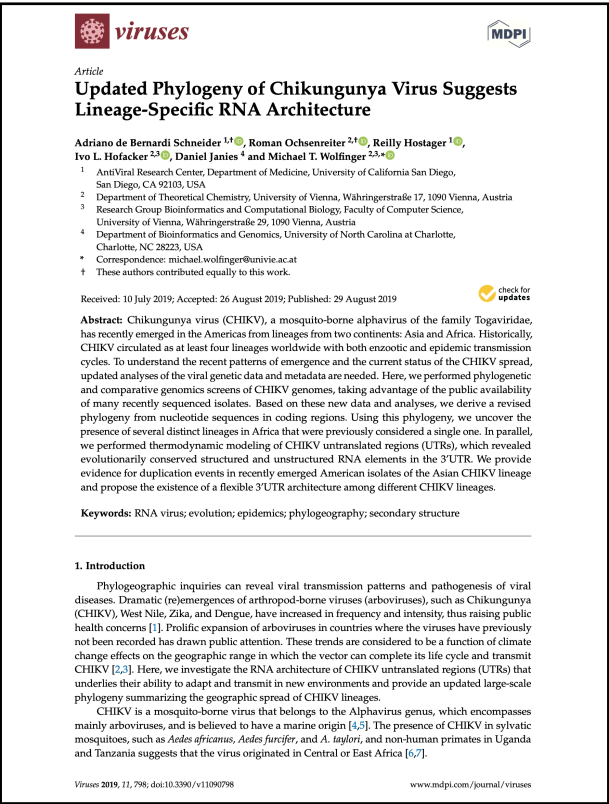 viruses
MDPI
Article
Updated Phylogeny of Chikungunya Virus Suggests
Lineage-Specific RNA Architecture
Adriano de Bernardi Schneider 1,†, Roman Ochsenreiter 2,†, Reilly Hostager 1,
Ivo L. Hofacker 2,3, Daniel Janies 4 and Michael T. Wolfinger 2,3,*
1 AntiViral Research Center, Department of Medicine, University of California San Diego,
San Diego, CA 92103, USA
2 Department of Theoretical Chemistry, University of Vienna, Währingerstraße 17, 1090 Vienna, Austria
3 Research Group Bioinformatics and Computational Biology, Faculty of Computer Science,
University of Vienna, Währingerstraße 29, 1090 Vienna, Austria
4 Department of Bioinformatics and Genomics, University of North Carolina at Charlotte,
Charlotte, NC 28223, USA
* Correspondence: michael.wolfinger@univie.ac.at
† These authors contributed equally to this work.
Received: 10 July 2019; Accepted: 26 August 2019; Published: 29 August 2019
check for
updates
Abstract: Chikungunya virus (CHIKV), a mosquito-borne alphavirus of the family Togaviridae,
has recently emerged in the Americas from lineages from two continents: Asia and Africa. Historically,
CHIKV circulated as at least four lineages worldwide with both enzootic and epidemic transmission
cycles. To understand the recent patterns of emergence and the current status of the CHIKV spread,
updated analyses of the viral genetic data and metadata are needed. Here, we performed phylogenetic
and comparative genomics screens of CHIKV genomes, taking advantage of the public availability
of many recently sequenced isolates. Based on these new data and analyses, we derive a revised
phylogeny from nucleotide sequences in coding regions. Using this phylogeny, we uncover the
presence of several distinct lineages in Africa that were previously considered a single one. In parallel,
we performed thermodynamic modeling of CHIKV untranslated regions (UTRs), which revealed
evolutionarily conserved structured and unstructured RNA elements in the 3’UTR. We provide
evidence for duplication events in recently emerged American isolates of the Asian CHIKV lineage
and propose the existence of a flexible 3’UTR architecture among different CHIKV lineages.
Keywords: RNA virus; evolution; epidemics; phylogeography; secondary structure
1. Introduction
Phylogeographic inquiries can reveal viral transmission patterns and pathogenesis of viral
diseases. Dramatic (re)emergences of arthropod-borne viruses (arboviruses), such as Chikungunya
(CHIKV), West Nile, Zika, and Dengue, have increased in frequency and intensity, thus raising public
health concerns [1]. Prolific expansion of arboviruses in countries where the viruses have previously
not been recorded has drawn public attention. These trends are considered to be a function of climate
change effects on the geographic range in which the vector can complete its life cycle and transmit
CHIKV [2,3]. Here, we investigate the RNA architecture of CHIKV untranslated regions (UTRs) that
underlies their ability to adapt and transmit in new environments and provide an updated large-scale
phylogeny summarizing the geographic spread of CHIKV lineages.
CHIKV is a mosquito-borne virus that belongs to the Alphavirus genus, which encompasses
mainly arboviruses, and is believed to have a marine origin [4,5]. The presence of CHIKV in sylvatic
mosquitoes, such as Aedes africanus, Aedes furcifer, and A. taylori, and non-human primates in Uganda
and Tanzania suggests that the virus originated in Central or East Africa [6,7].
Viruses 2019, 11, 798; doi:10.3390/v11090798
www.mdpi.com/journal/viruses